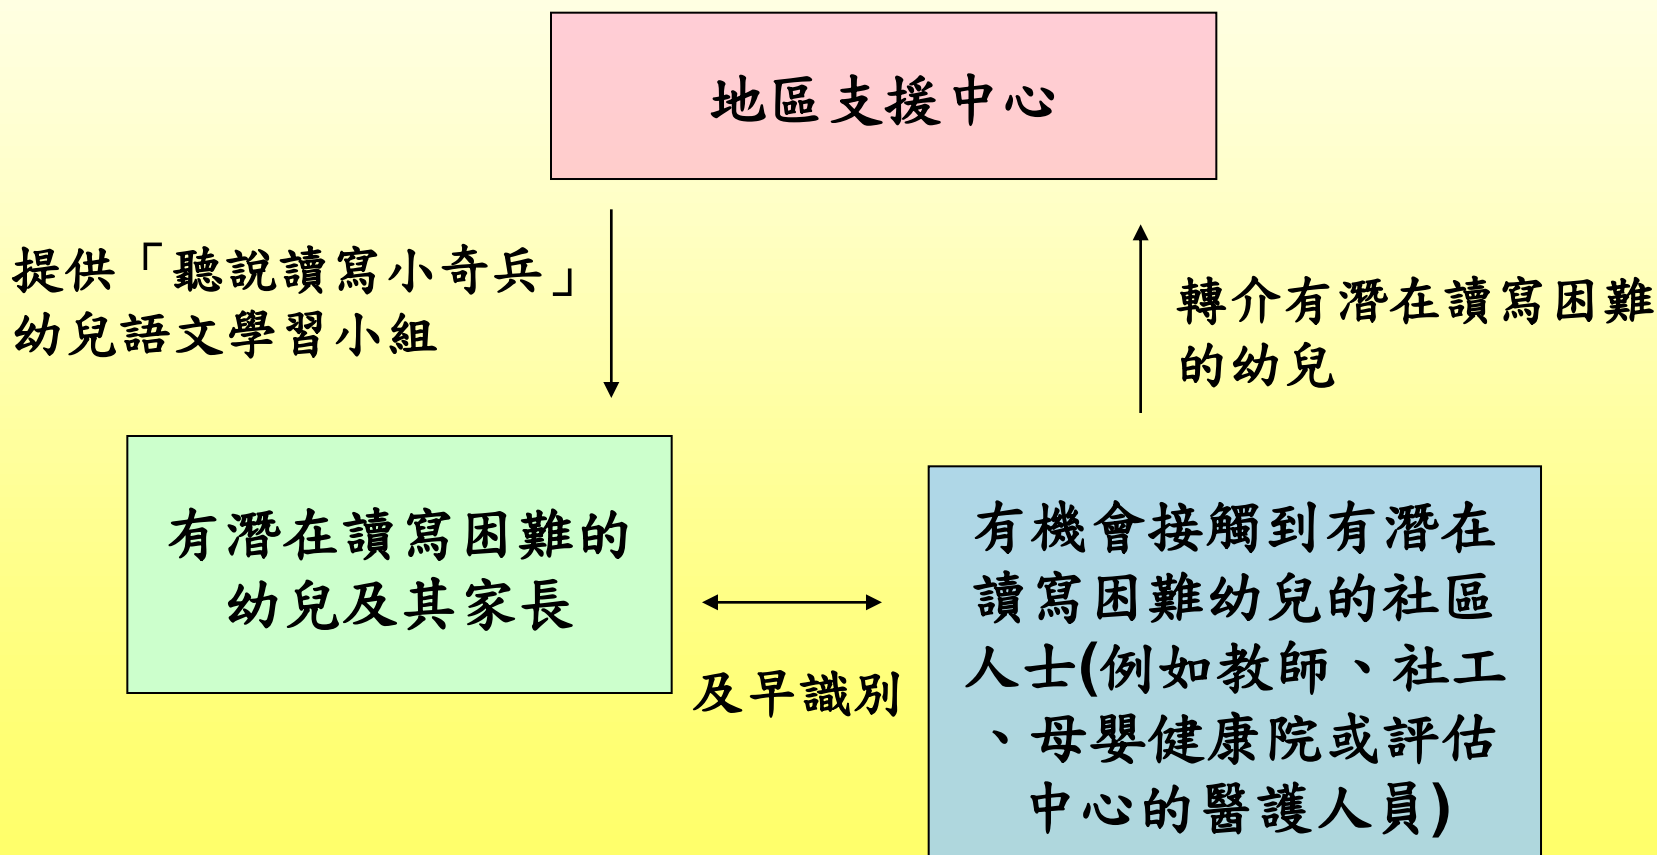 地區支援中心
提供「聽說讀寫小奇兵」
幼兒語文學習小組
轉介有潛在讀寫困難
的幼兒
有潛在讀寫困難的
幼兒及其家長
及早識別
有機會接觸到有潛在
讀寫困難幼兒的社區
人士(例如教師、社工
、母嬰健康院或評估
中心的醫護人員)